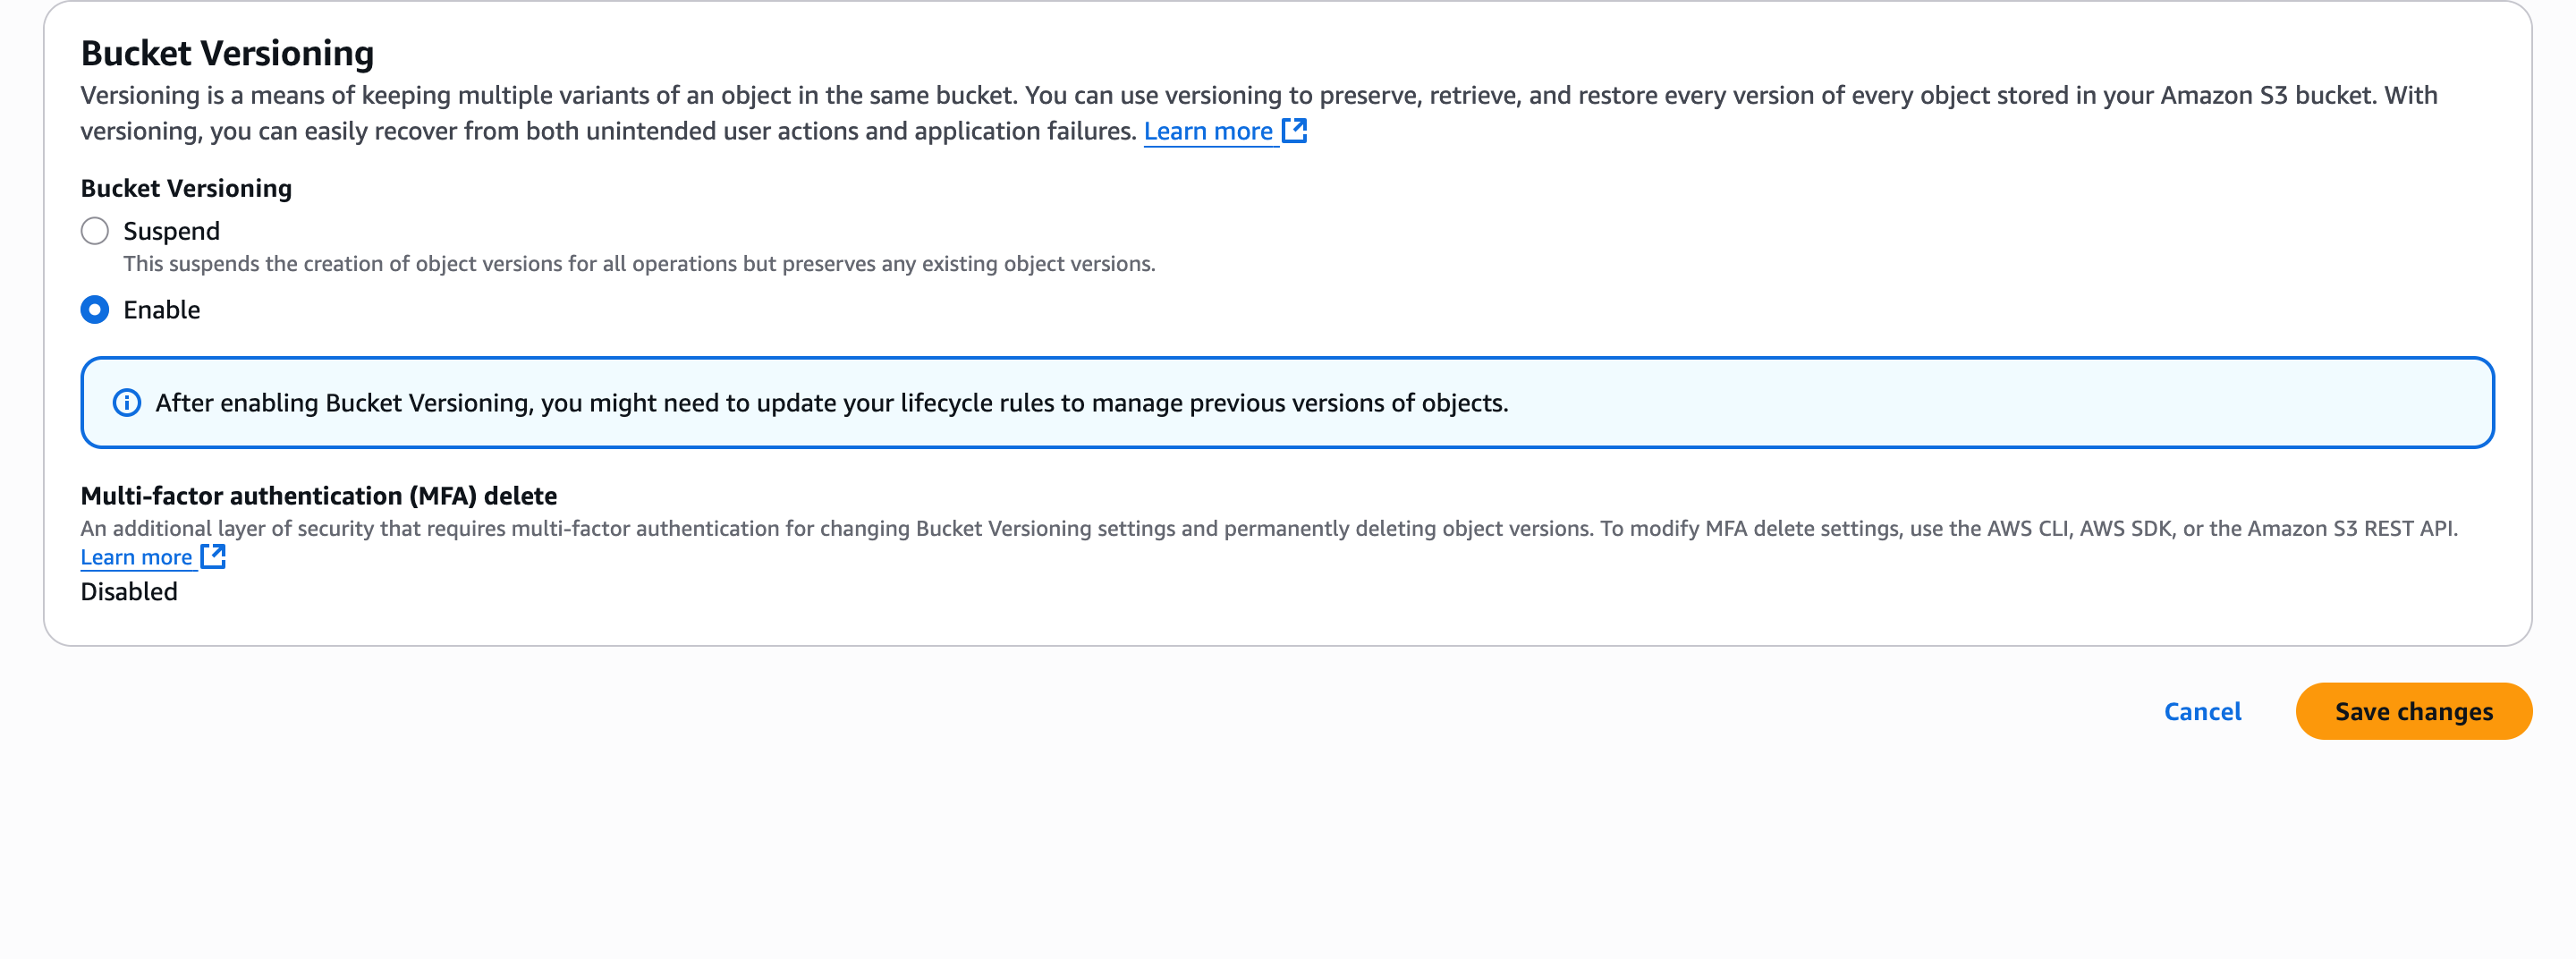 Bucket Versioning
Versioning is a means of keeping multiple variants of an object in the same bucket. You can use versioning to preserve, retrieve, and restore every version of every object stored in your Amazon S3 bucket. With
versioning, you can easily recover from both unintended user actions and application failures. Learn more
Bucket Versioning
Suspend
This suspends the creation of object versions for all operations but preserves any existing object versions.
Enable
After enabling Bucket Versioning, you might need to update your lifecycle rules to manage previous versions of objects.
Multi-factor authentication (MFA) delete
An additional layer of security that requires multi-factor authentication for changing Bucket Versioning settings and permanently deleting object versions. To modify MFA delete settings, use the AWS CLI, AWS SDK, or the Amazon S3 REST API.
Learn more
Disabled
Cancel
Save changes